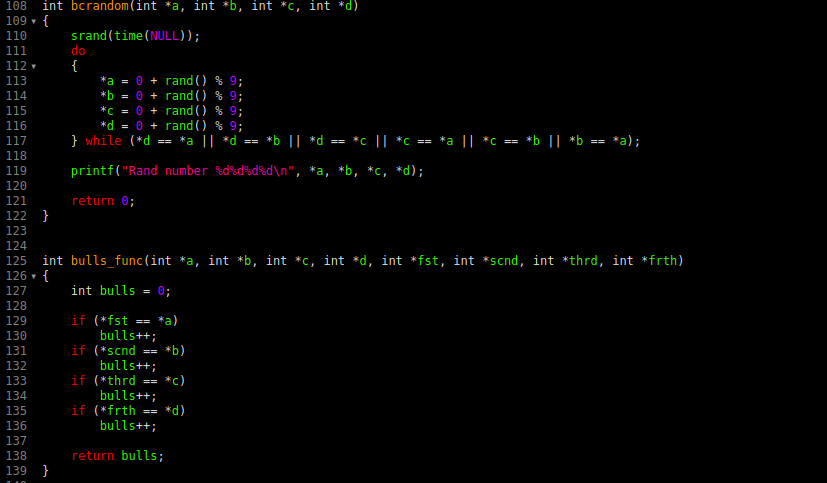 108 int bcrandom(int *a, int *b, int *c, int *d)
109 {
110     srand(time(NULL));
111     do
112     {
113         *a = 0 + rand() % 9;
114         *b = 0 + rand() % 9;
115         *c = 0 + rand() % 9;
116         *d = 0 + rand() % 9;
117     } while (*d == *a || *d == *b || *d == *c || *c == *a || *c == *b || *b == *a);
118
119     printf("Rand number %d%d%d%d\n", *a, *b, *c, *d);
120
121     return 0;
122 }
123
124
125 int bulls_func(int *a, int *b, int *c, int *d, int *fst, int *scnd, int *thrd, int *frth)
126 {
127     int bulls = 0;
128
129     if (*fst == *a)
130         bulls++;
131     if (*scnd == *b)
132         bulls++;
133     if (*thrd == *c)
134         bulls++;
135     if (*frth == *d)
136         bulls++;
137
138     return bulls;
139 }